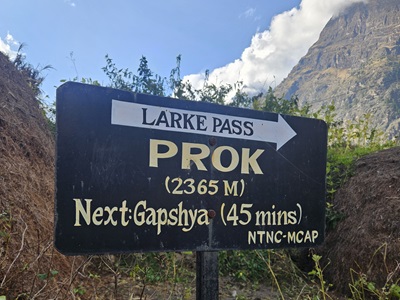 LARKE PASS
PROK
(2365 M)
Next:Gapshya (45 mins)
NTNC-MCAP